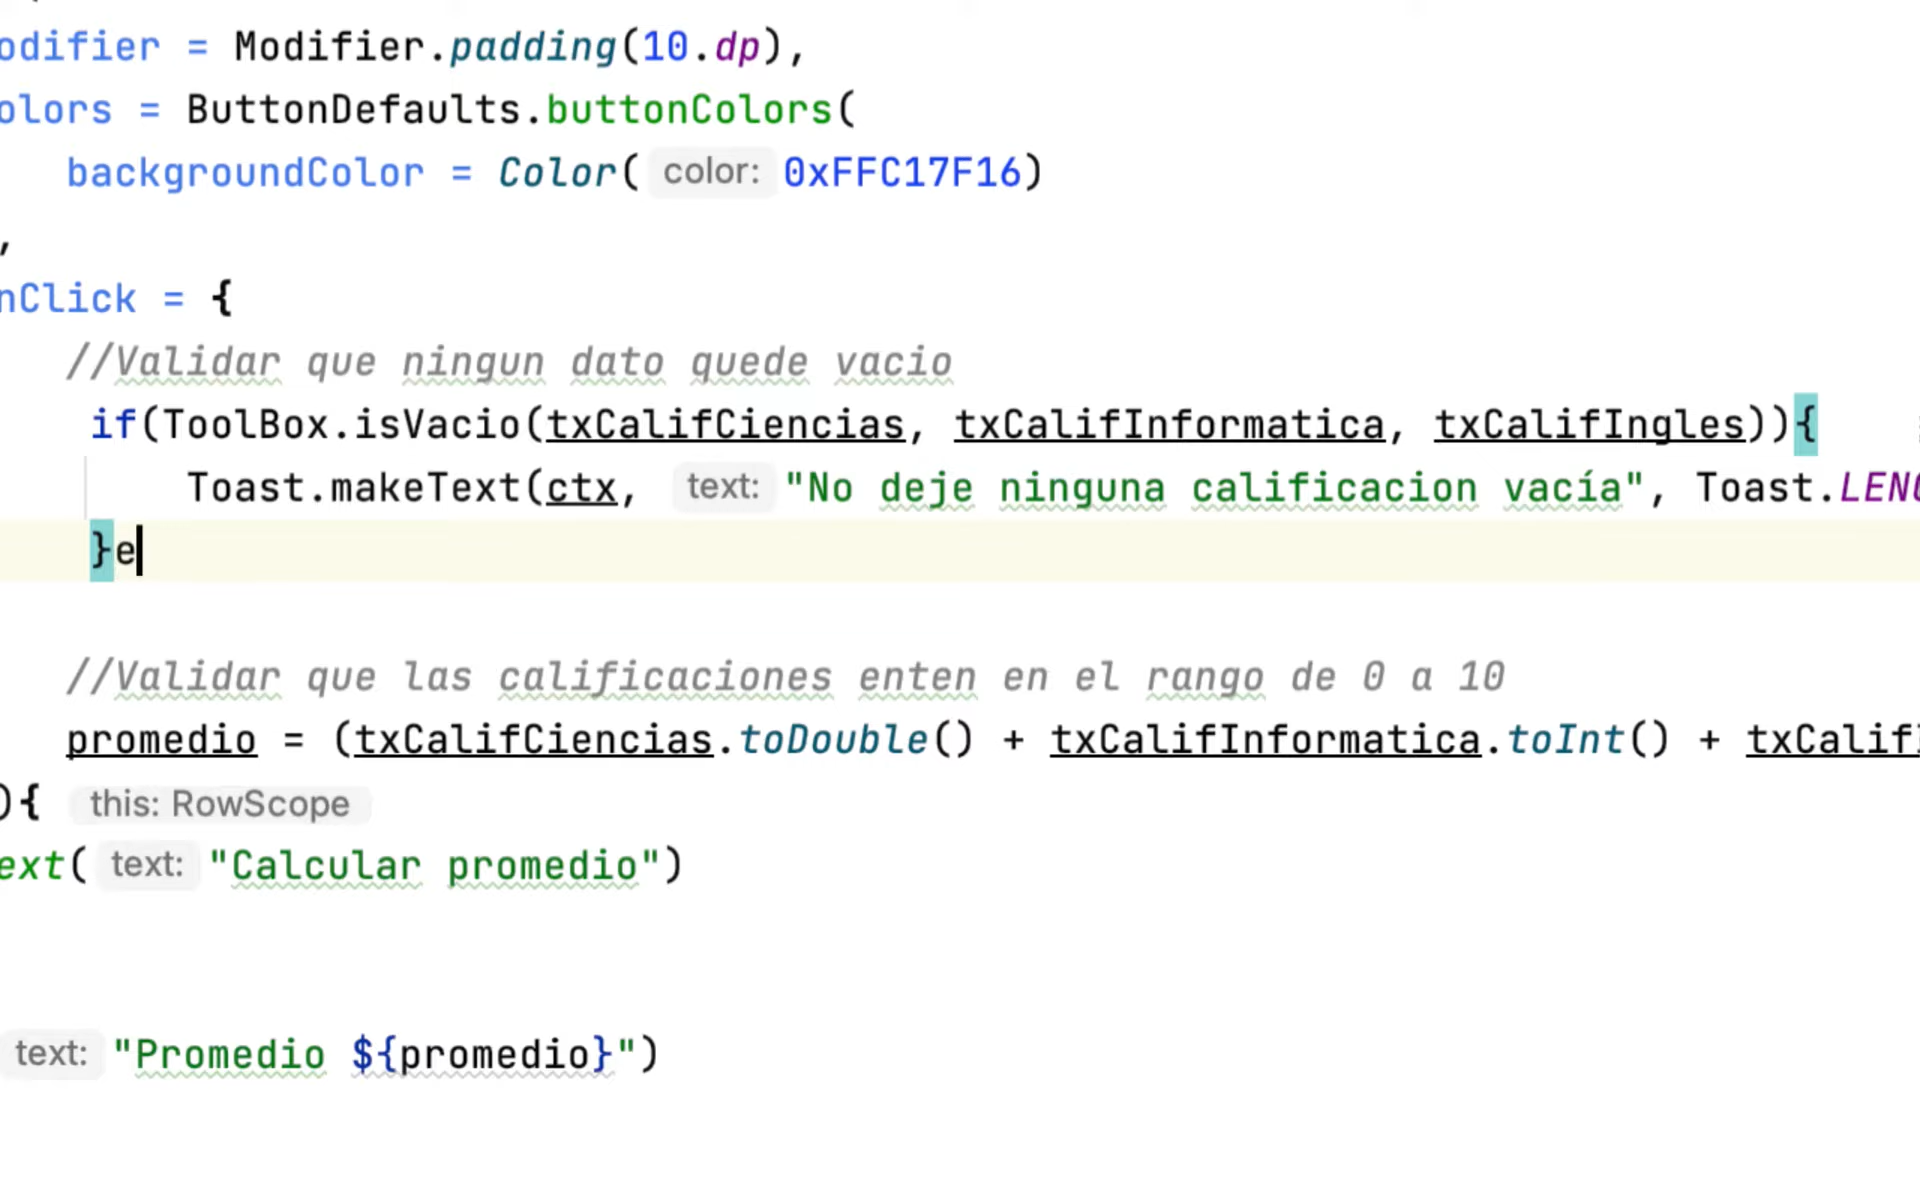 odifier = Modifier.padding(10.dp),
olors = ButtonDefaults.buttonColors(
backgroundColor = Color( color: 0xFFC17F16)
,
nClick = {
//Validar que ningun dato quede vacio
if(ToolBox.isVacio(txCalifCiencias, txCalifInformatica, txCalifIngles)){
Toast.makeText(ctx, text: "No deje ninguna calificacion vacía", Toast.LENG
}e
//Validar que las calificaciones enten en el rango de 0 a 10
promedio = (txCalifCiencias.toDouble() + txCalifInformatica.toInt() + txCalifI
){ this: RowScope
ext( text: "Calcular promedio")
text: "Promedio ${promedio}")